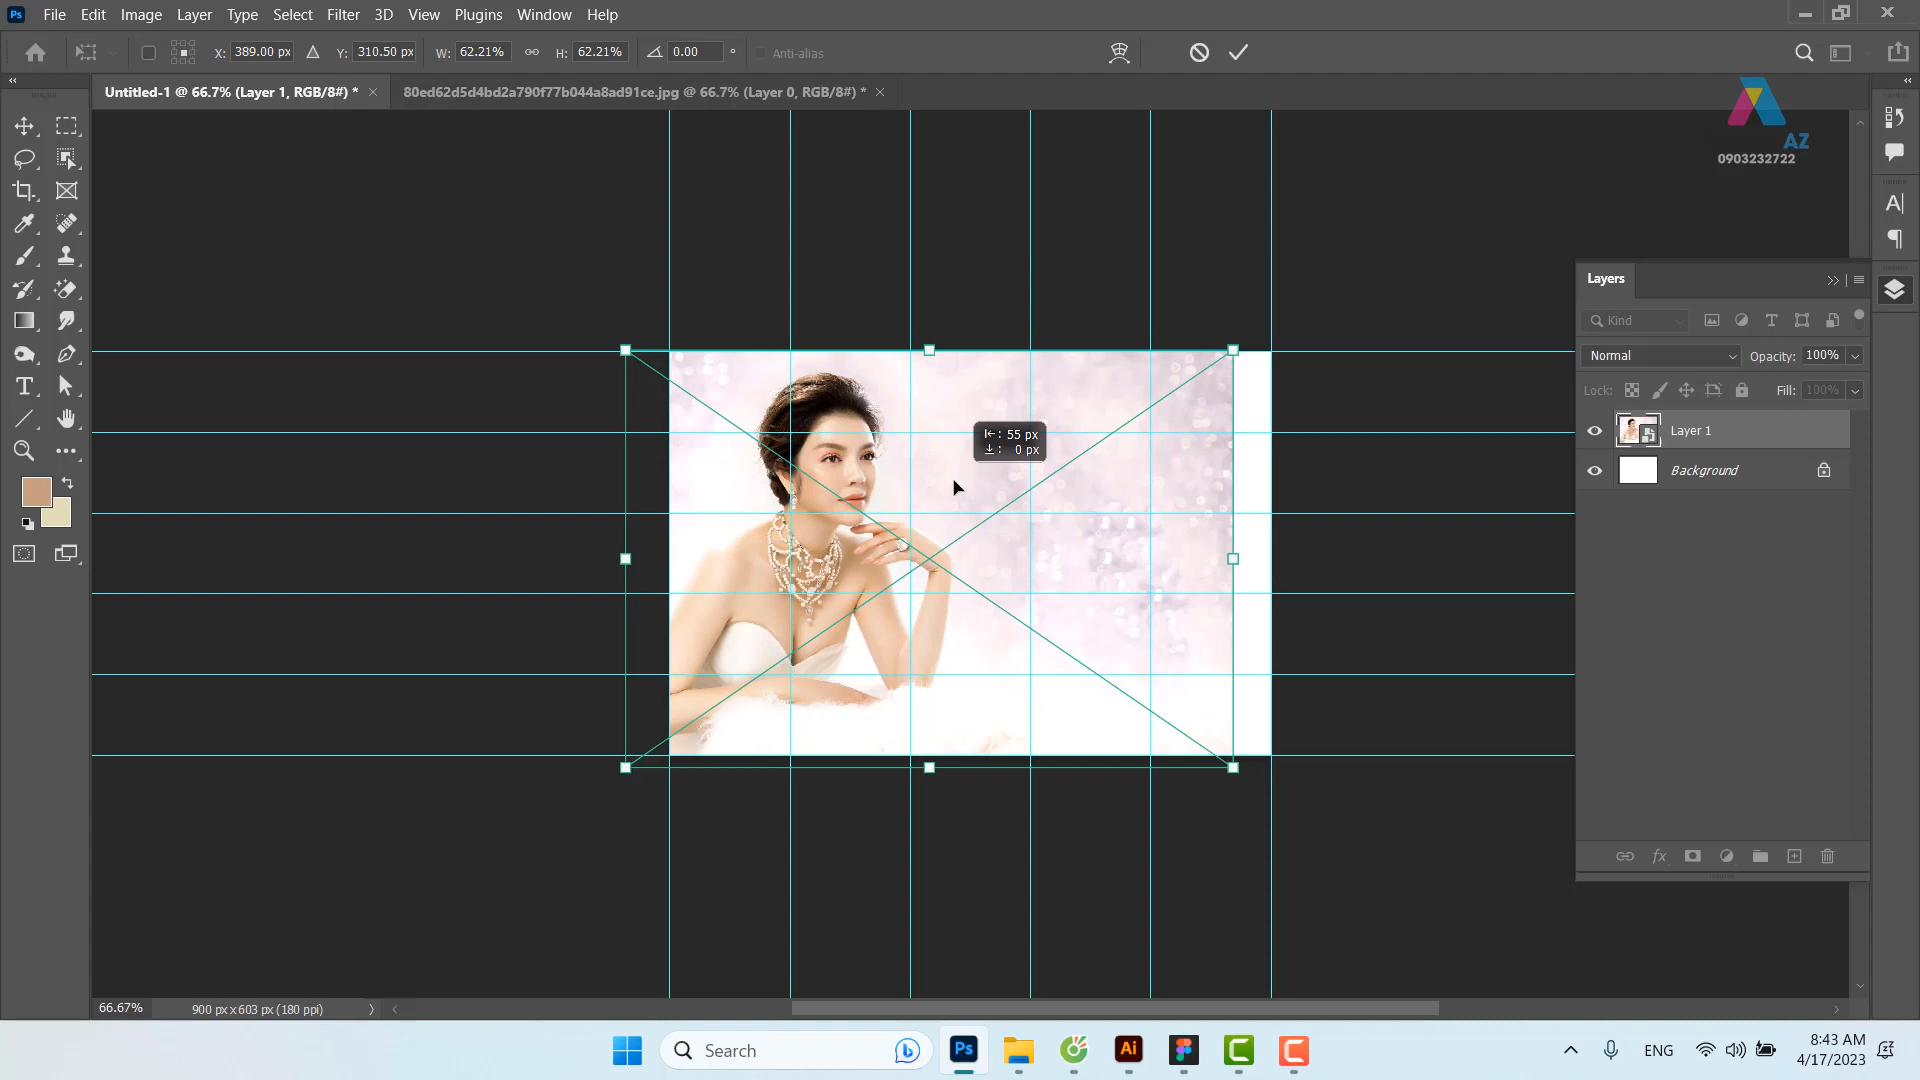 Ps File Edit Image Layer Type Select Filter 3D View Plugins Window Help
X: 389.00 px Y: 310.50 px W: 62.21% H: 62.21% 0.00 ° Anti-alias
Untitled-1 @ 66.7% (Layer 1, RGB/8#) * × 80ed62d5d4bd2a790f77b044a8ad91ce.jpg @ 66.7% (Layer 0, RGB/8#) * ×
AZ
0903232722
Layers
Kind
Normal Opacity: 100%
Lock: Fill: 100%
Layer 1
Background
55 px
0 px
66.67% 900 px x 603 px (180 ppi)
Search
Ps Ai
ENG
8:43 AM
4/17/2023